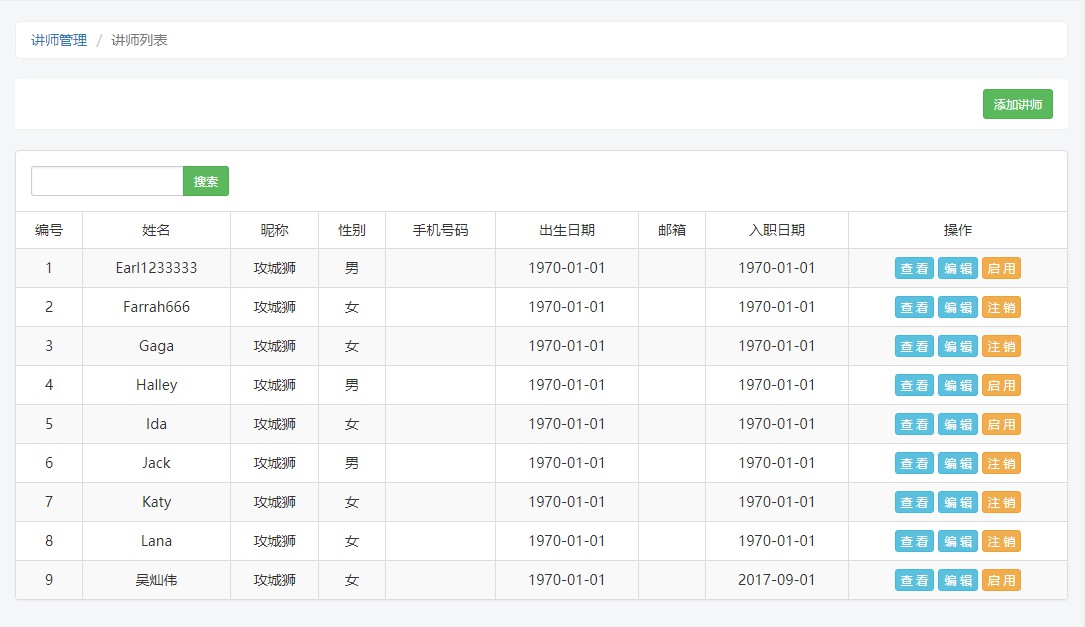 讲师管理 / 讲师列表
添加讲师
搜索
编号 姓名 昵称 性别 手机号码 出生日期 邮箱 入职日期 操作
1 Earl1233333 攻城狮 男 1970-01-01 1970-01-01 查看 编辑 启用
2 Farrah666 攻城狮 女 1970-01-01 1970-01-01 查看 编辑 注销
3 Gaga 攻城狮 女 1970-01-01 1970-01-01 查看 编辑 注销
4 Halley 攻城狮 男 1970-01-01 1970-01-01 查看 编辑 启用
5 Ida 攻城狮 女 1970-01-01 1970-01-01 查看 编辑 启用
6 Jack 攻城狮 男 1970-01-01 1970-01-01 查看 编辑 注销
7 Katy 攻城狮 女 1970-01-01 1970-01-01 查看 编辑 注销
8 Lana 攻城狮 女 1970-01-01 1970-01-01 查看 编辑 注销
9 吴灿伟 攻城狮 女 1970-01-01 2017-09-01 查看 编辑 启用